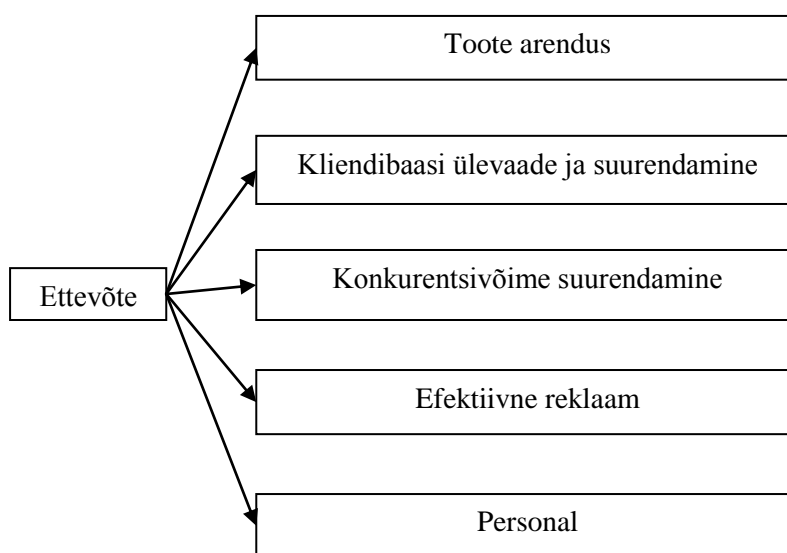 Toote arendus
Kliendibaasi ülevaade ja suurendamine
Konkurentsivõime suurendamine
Ettevõte
Efektiivne reklaam
Personal